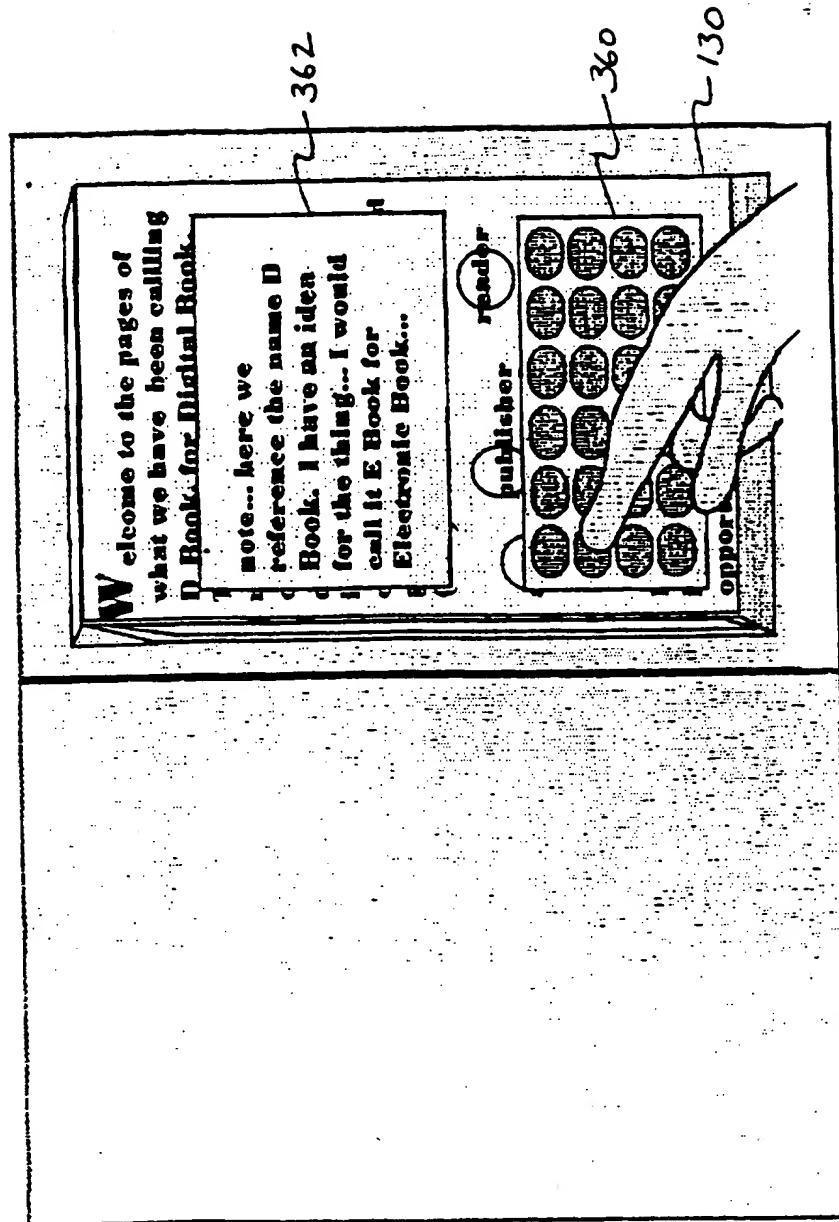 Welcome to the pages of
what we have been callling
D Book for Digital Book.
note... here we
reference the name D
Book. I have an idea
for the thing... I would
call it E Book for
Electronic Book...
publisher
reader
oppor
362
360
130